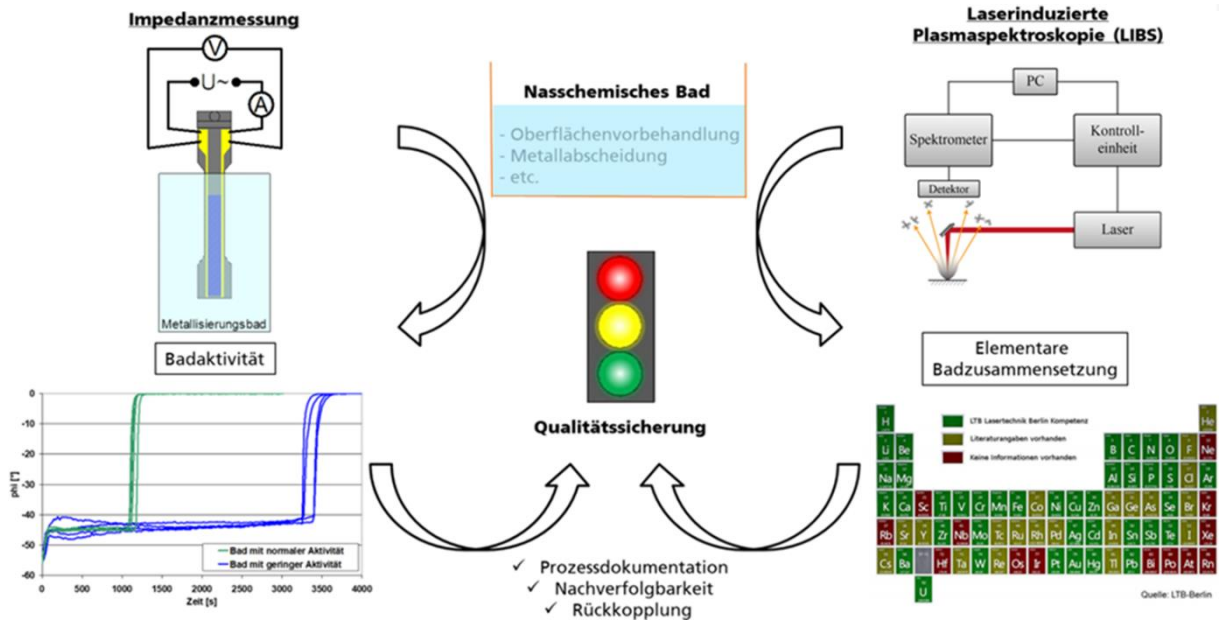 Impedanzmessung
V
U~
A
Metallisierungsbad
Badaktivität
0
-10
-20
-30
-40
-50
-60
phi [°]
0 500 1000 1500 2000 2500 3000 3500 4000
Zeit [s]
Bad mit normaler Aktivität
Bad mit geringer Aktivität
Nasschemisches Bad
- Oberflächenvorbehandlung
- Metallabscheidung
- etc.
Qualitätssicherung
✓ Prozessdokumentation
✓ Nachverfolgbarkeit
✓ Rückkopplung
Laserinduzierte
Plasmaspektroskopie (LIBS)
PC
Spektrometer
Kontroll-
einheit
Detektor
Laser
Elementare
Badzusammensetzung
LTB Lasertechnik Berlin Kompetenz
Literaturangaben vorhanden
Keine Informationen vorhanden
H He
Li Be B C N O F Ne
Na Mg Al Si P S Cl Ar
K Ca Sc Ti V Cr Mn Fe Co Ni Cu Zn Ga Ge As Se Br Kr
Rb Sr Y Zr Nb Mo Tc Ru Rh Pd Ag Cd In Sn Sb Te I Xe
Cs Ba Hf Ta W Re Os Ir Pt Au Hg Tl Pb Bi Po At Rn
U
Quelle: LTB-Berlin